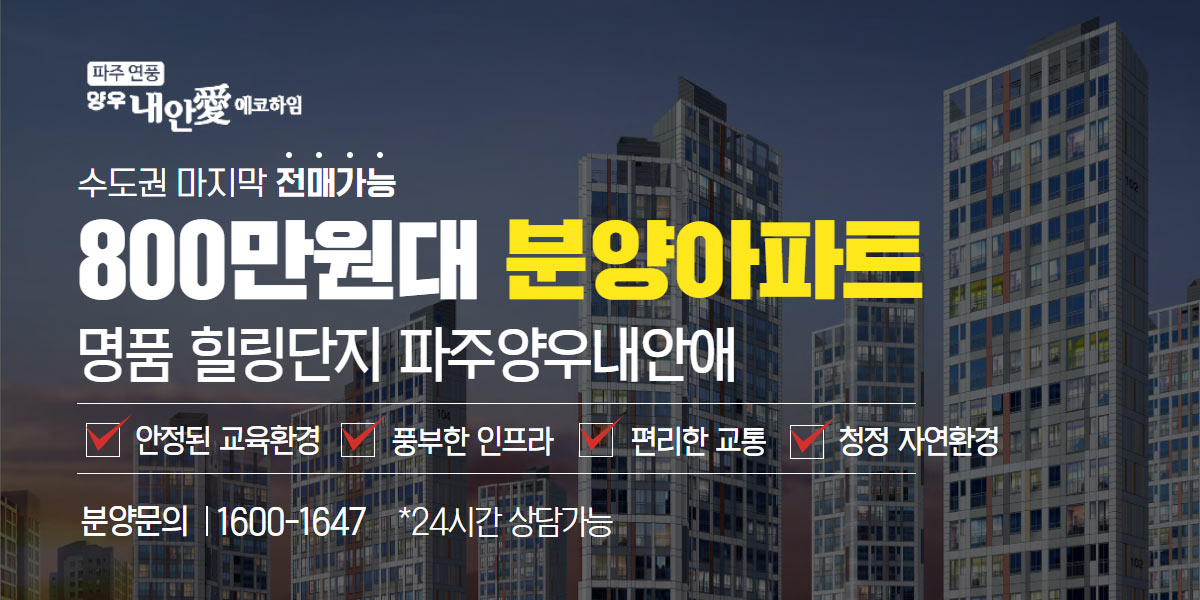 파주 연풍
양우 내안愛 에코하임
수도권 마지막 전매가능
800만원대 분양아파트
명품 힐링단지 파주양우내안애
안정된 교육환경 풍부한 인프라 편리한 교통 청정 자연환경
분양문의 | 1600-1647 *24시간 상담가능
102
104
102